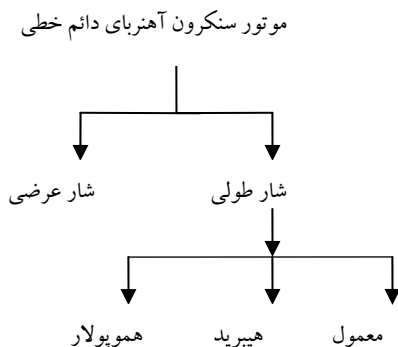 موتور سنکرون آهنربای دائم خطی
شار طولی شار عرضی
معمول هیبرید هموپولار